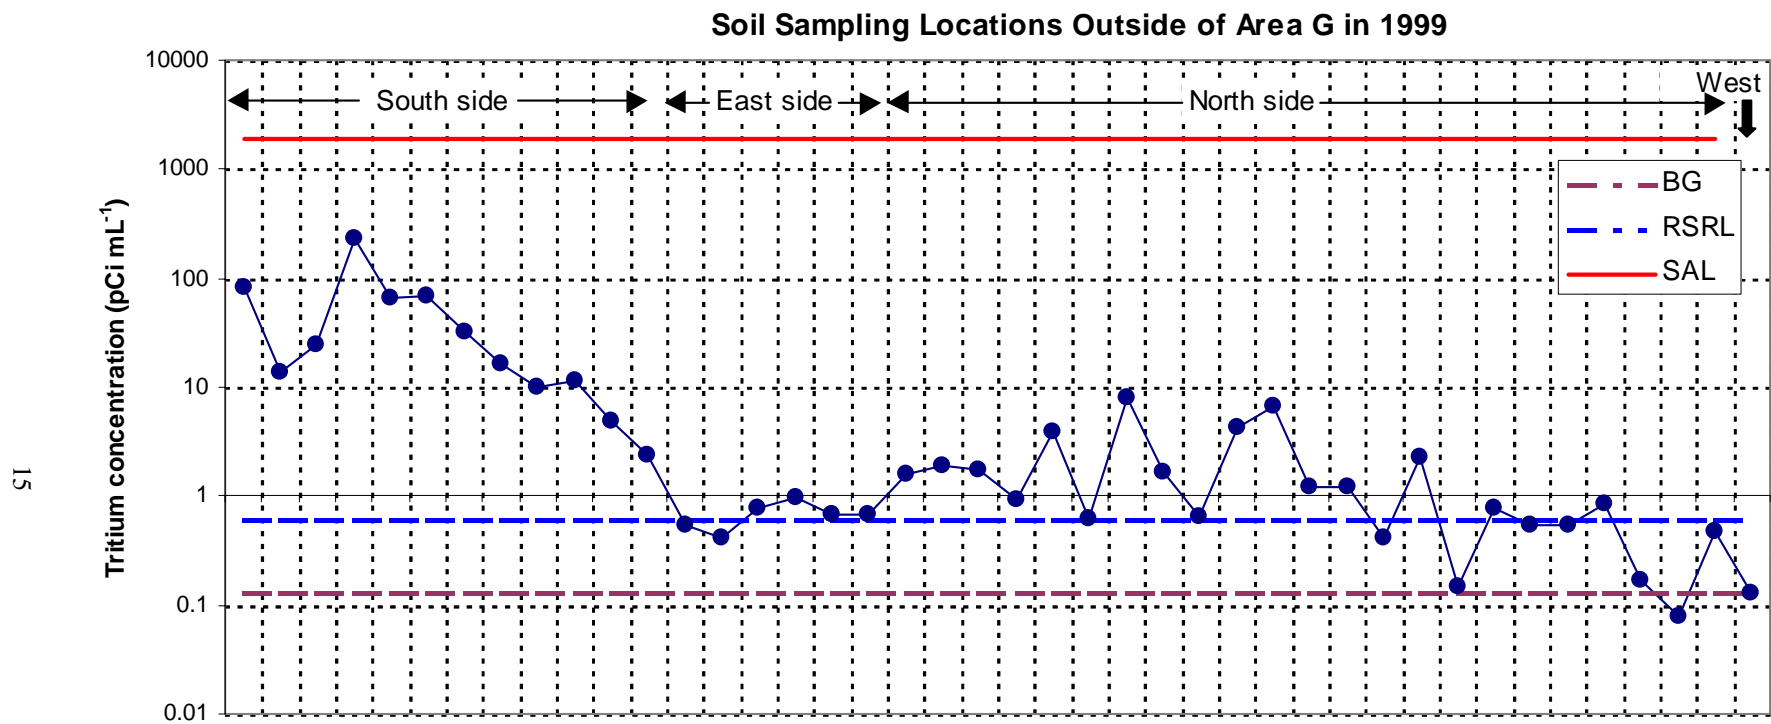 Soil Sampling Locations Outside of Area G in 1999
10000
1000
100
10
1
0.1
0.01
Tritium concentration (pCi mL⁻¹)
South side
East side
North side
West
BG
RSRL
SAL
15